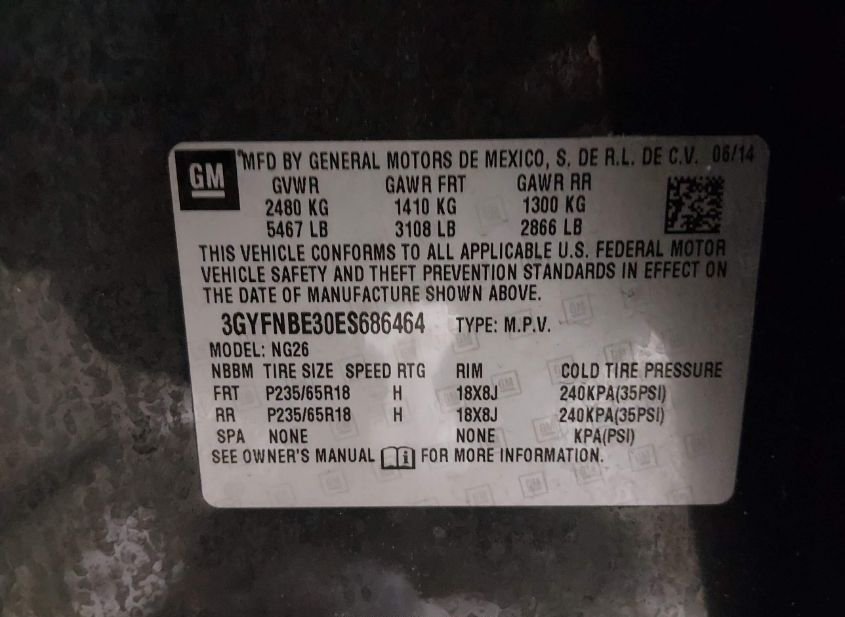 GM
MFD BY GENERAL MOTORS DE MEXICO, S. DE R.L. DE C.V. 06/14
GVWR GAWR FRT GAWR RR
2480 KG 1410 KG 1300 KG
5467 LB 3108 LB 2866 LB
THIS VEHICLE CONFORMS TO ALL APPLICABLE U.S. FEDERAL MOTOR
VEHICLE SAFETY AND THEFT PREVENTION STANDARDS IN EFFECT ON
THE DATE OF MANUFACTURE SHOWN ABOVE.
3GYFNBE30ES686464 TYPE: M.P.V.
MODEL: NG26
NBBM TIRE SIZE SPEED RTG RIM COLD TIRE PRESSURE
FRT P235/65R18 H 18X8J 240KPA(35PSI)
RR P235/65R18 H 18X8J 240KPA(35PSI)
SPA NONE NONE KPA(PSI)
SEE OWNER'S MANUAL FOR MORE INFORMATION.